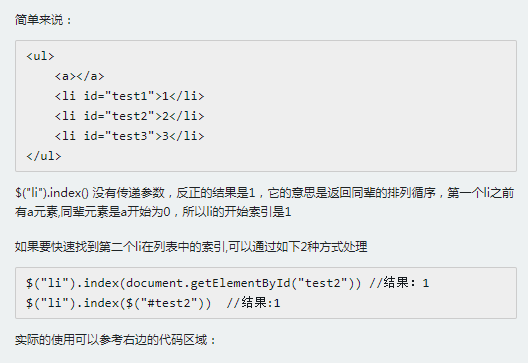 简单来说：
<ul>
    <a></a>
    <li id="test1">1</li>
    <li id="test2">2</li>
    <li id="test3">3</li>
</ul>
$("li").index() 没有传递参数，反正的结果是1，它的意思是返回同辈的排列循序，第一个li之前
有a元素,同辈元素是a开始为0，所以li的开始索引是1
如果要快速找到第二个li在列表中的索引,可以通过如下2种方式处理
$("li").index(document.getElementById("test2")) //结果：1
$("li").index($("#test2"))  //结果:1
实际的使用可以参考右边的代码区域：